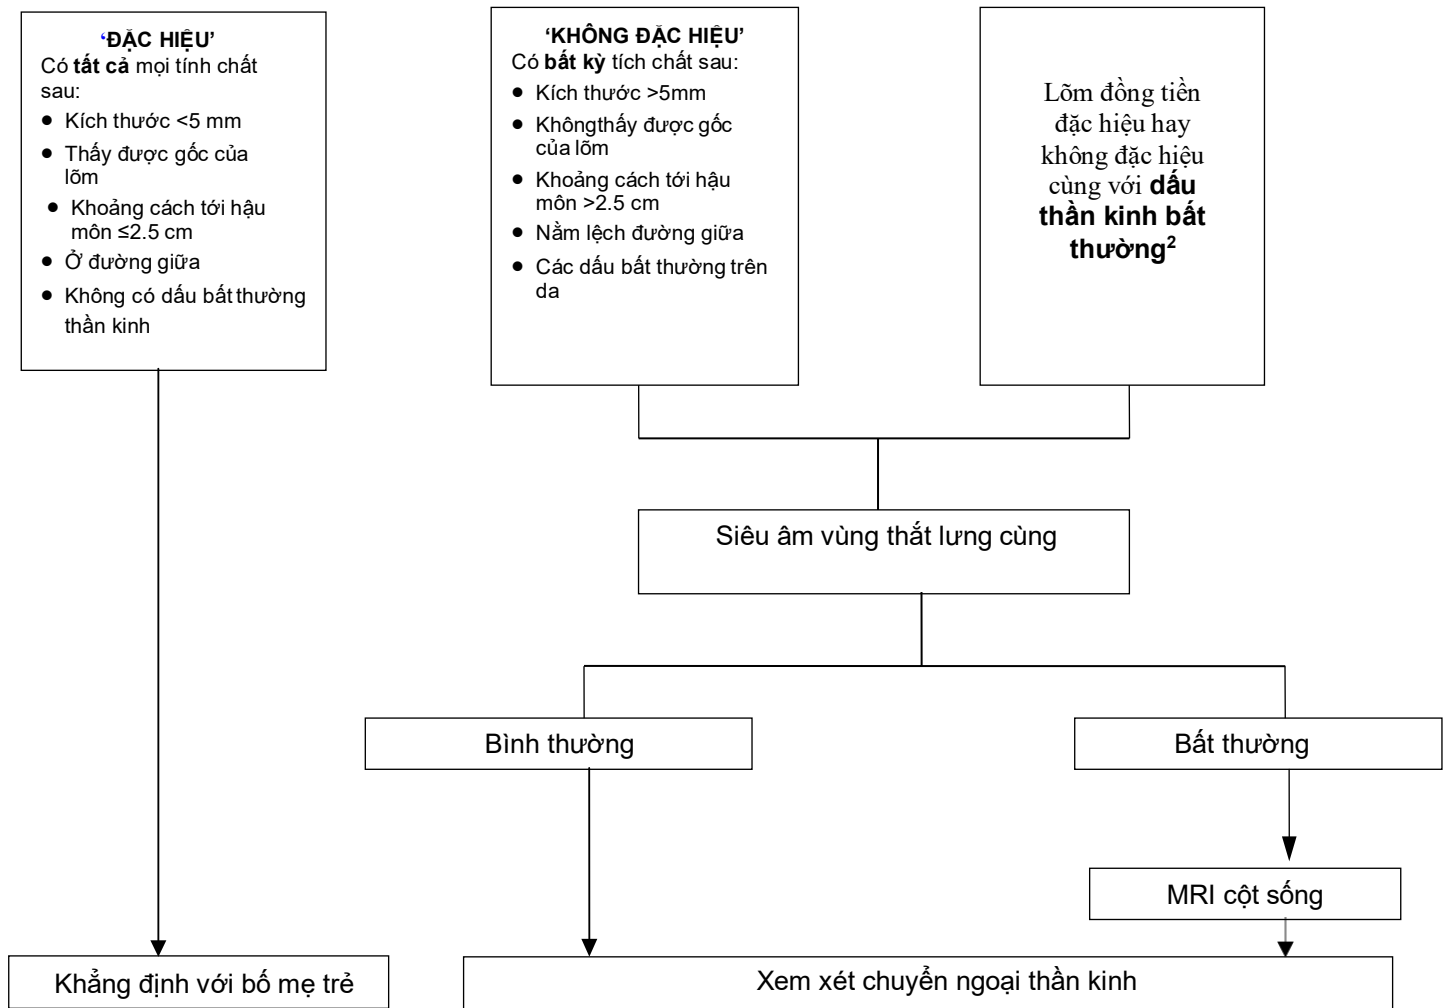 ‘ĐẶC HIỆU’
Có tất cả mọi tính chất
sau:
● Kích thước <5 mm
● Thấy được gốc của
lõm
● Khoảng cách tới hậu
môn ≤2.5 cm
● Ở đường giữa
● Không có dấu bất thường
thần kinh
‘KHÔNG ĐẶC HIỆU’
Có bất kỳ tích chất sau:
● Kích thước >5mm
● Khôngthấy được gốc
của lõm
● Khoảng cách tới hậu
môn >2.5 cm
● Nằm lệch đường giữa
● Các dấu bất thường trên
da
Lõm đồng tiền
đặc hiệu hay
không đặc hiệu
cùng với dấu
thần kinh bất
thường²
Siêu âm vùng thắt lưng cùng
Bình thường
Bất thường
MRI cột sống
Khẳng định với bố mẹ trẻ
Xem xét chuyển ngoại thần kinh